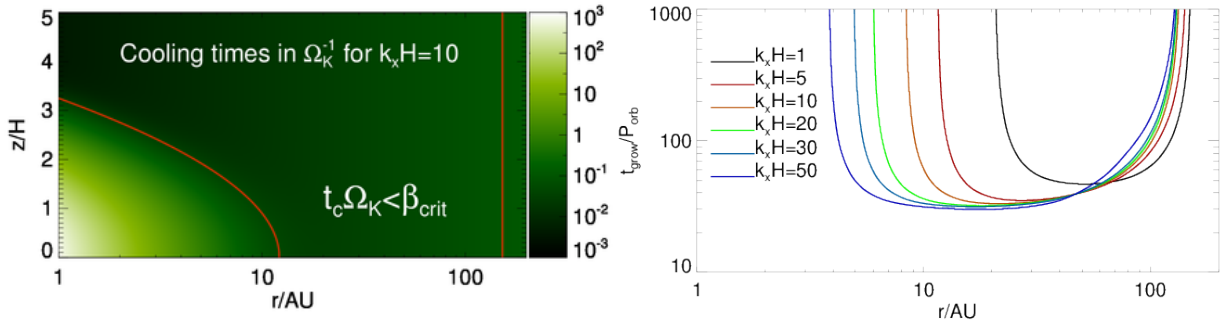 Cooling times in Ω_K^-1 for k_xH=10
t_cΩ_K<β_crit
z/H
5
4
3
2
1
0
1
10
100
r/AU
10^3
10^2
10
1
10^-1
10^-2
10^-3
t_grow/P_orb
1000
100
10
k_xH=1
k_xH=5
k_xH=10
k_xH=20
k_xH=30
k_xH=50
1
10
100
r/AU